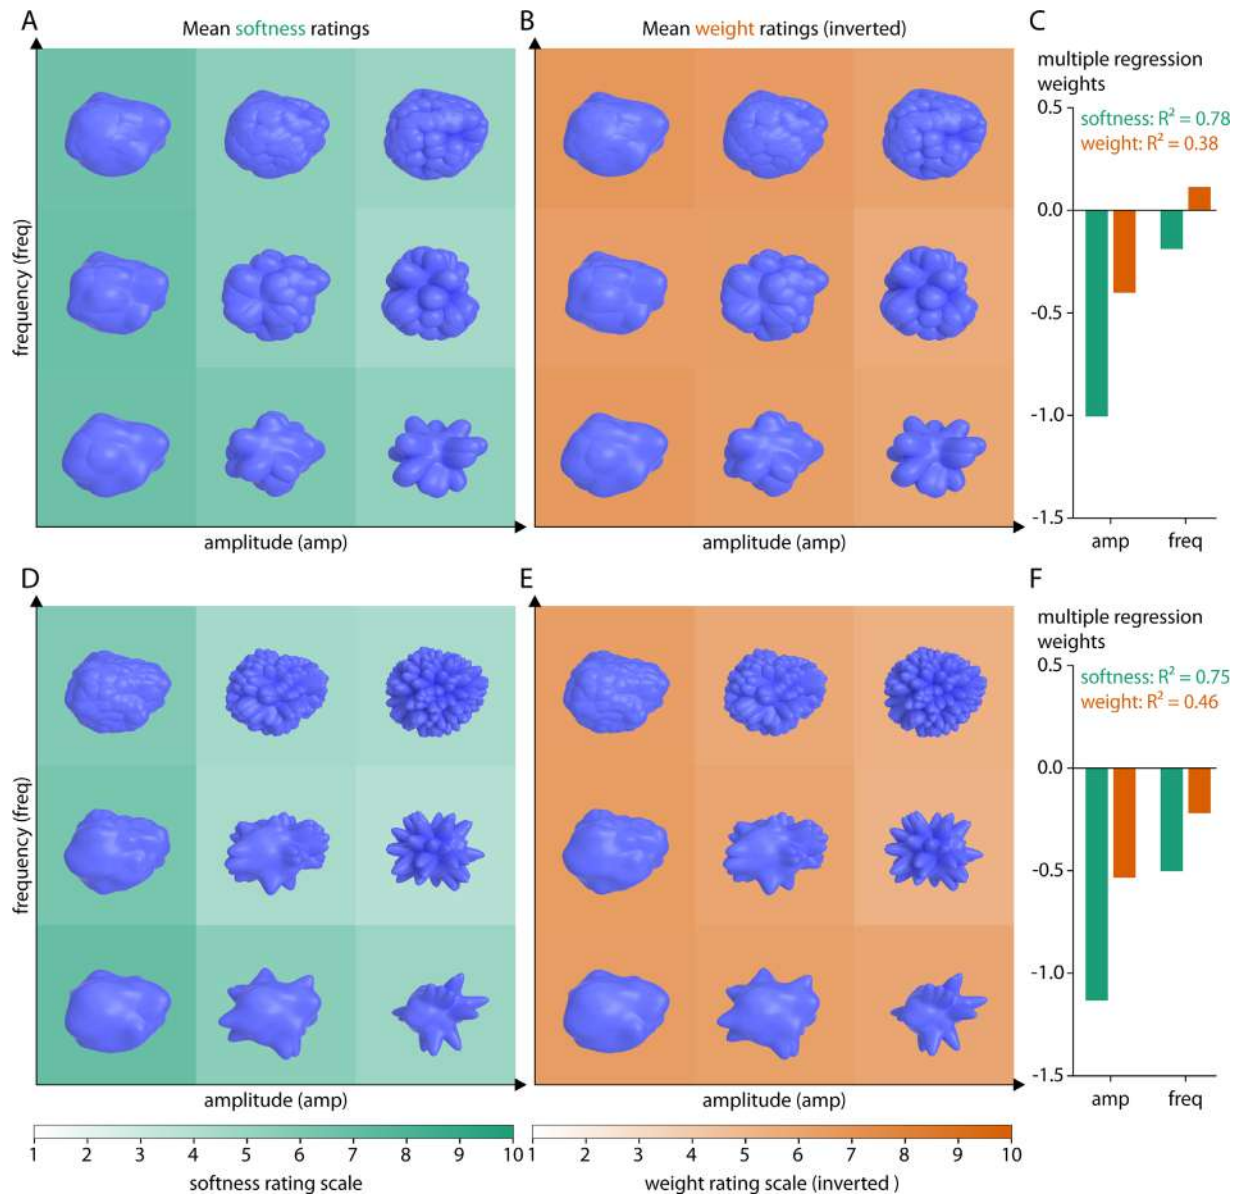 A
Mean softness ratings
frequency (freq)
amplitude (amp)
B
Mean weight ratings (inverted)
amplitude (amp)
C
multiple regression
weights
0.5
softness: R² = 0.78
weight: R² = 0.38
0.0
-0.5
-1.0
-1.5
amp freq
D
frequency (freq)
amplitude (amp)
E
amplitude (amp)
F
multiple regression
weights
0.5
softness: R² = 0.75
weight: R² = 0.46
0.0
-0.5
-1.0
-1.5
amp freq
1 2 3 4 5 6 7 8 9 10
softness rating scale
1 2 3 4 5 6 7 8 9 10
weight rating scale (inverted )